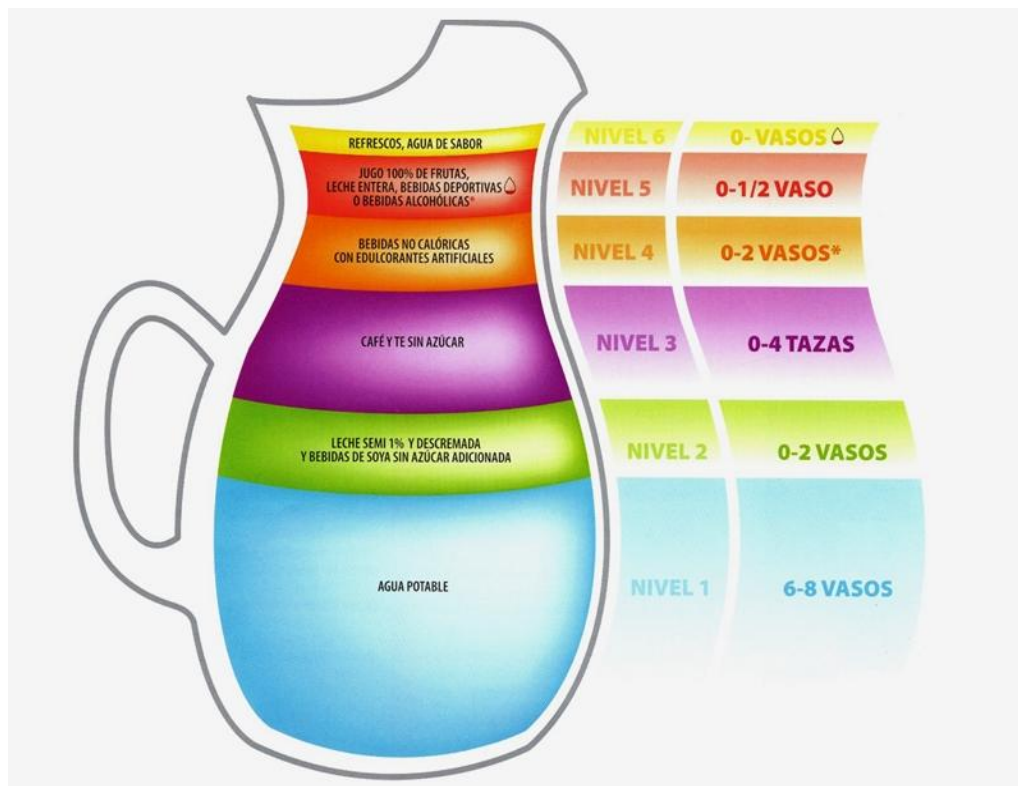 REFRESCOS, AGUA DE SABOR
NIVEL 6
0- VASOS
JUGO 100% DE FRUTAS,
LECHE ENTERA, BEBIDAS DEPORTIVAS
O BEBIDAS ALCOHÓLICAS*
NIVEL 5
0-1/2 VASO
BEBIDAS NO CALÓRICAS
CON EDULCORANTES ARTIFICIALES
NIVEL 4
0-2 VASOS*
CAFÉ Y TE SIN AZÚCAR
NIVEL 3
0-4 TAZAS
LECHE SEMI 1% Y DESCREMADA
Y BEBIDAS DE SOYA SIN AZÚCAR ADICIONADA
NIVEL 2
0-2 VASOS
AGUA POTABLE
NIVEL 1
6-8 VASOS